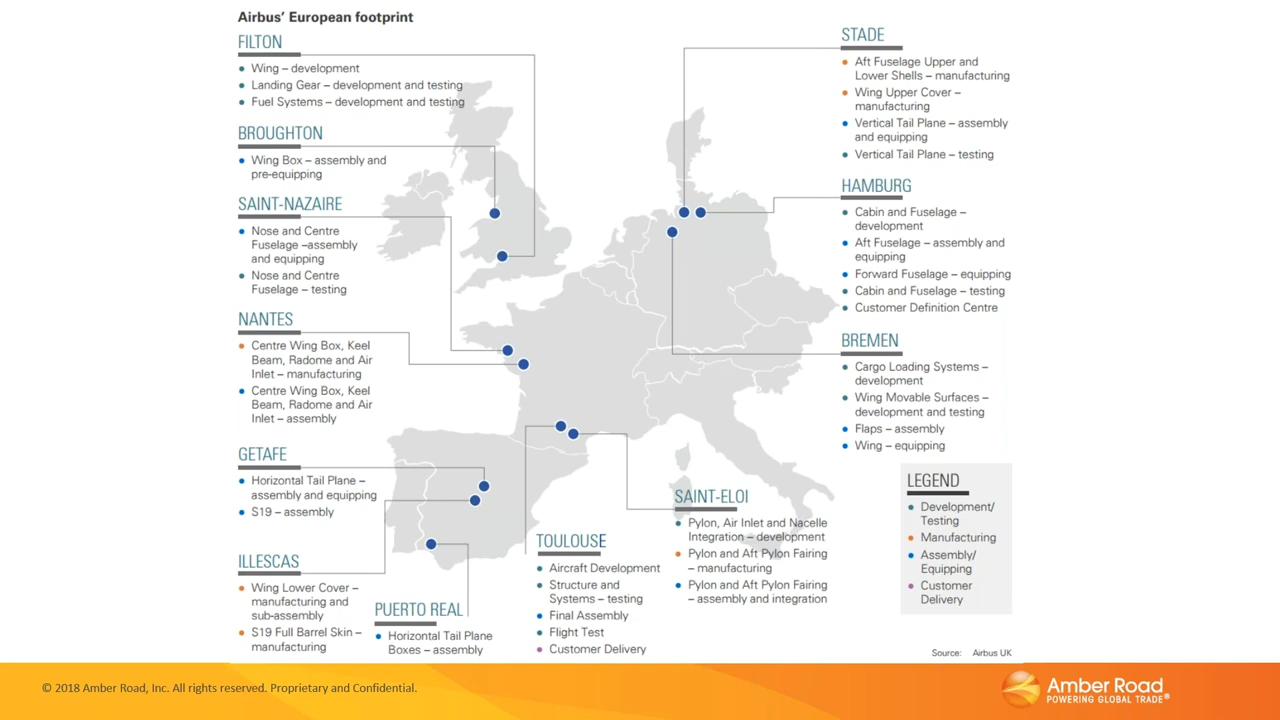 Airbus' European footprint
FILTON
Wing – development
Landing Gear – development and testing
Fuel Systems – development and testing
BROUGHTON
Wing Box – assembly and
pre-equipping
SAINT-NAZAIRE
Nose and Centre
Fuselage –assembly
and equipping
Nose and Centre
Fuselage – testing
NANTES
Centre Wing Box, Keel
Beam, Radome and Air
Inlet – manufacturing
Centre Wing Box, Keel
Beam, Radome and Air
Inlet – assembly
GETAFE
Horizontal Tail Plane –
assembly and equipping
S19 – assembly
ILLESCAS
Wing Lower Cover –
manufacturing and
sub-assembly
S19 Full Barrel Skin –
manufacturing
PUERTO REAL
Horizontal Tail Plane
Boxes – assembly
TOULOUSE
Aircraft Development
Structure and
Systems – testing
Final Assembly
Flight Test
Customer Delivery
SAINT-ELOI
Pylon, Air Inlet and Nacelle
Integration – development
Pylon and Aft Pylon Fairing
– manufacturing
Pylon and Aft Pylon Fairing
– assembly and integration
STADE
Aft Fuselage Upper and
Lower Shells – manufacturing
Wing Upper Cover –
manufacturing
Vertical Tail Plane – assembly
and equipping
Vertical Tail Plane – testing
HAMBURG
Cabin and Fuselage –
development
Aft Fuselage – assembly and
equipping
Forward Fuselage – equipping
Cabin and Fuselage – testing
Customer Definition Centre
BREMEN
Cargo Loading Systems –
development
Wing Movable Surfaces –
development and testing
Flaps – assembly
Wing – equipping
LEGEND
Development/
Testing
Manufacturing
Assembly/
Equipping
Customer
Delivery
Source: Airbus UK
© 2018 Amber Road, Inc. All rights reserved. Proprietary and Confidential.
Amber Road
POWERING GLOBAL TRADE®